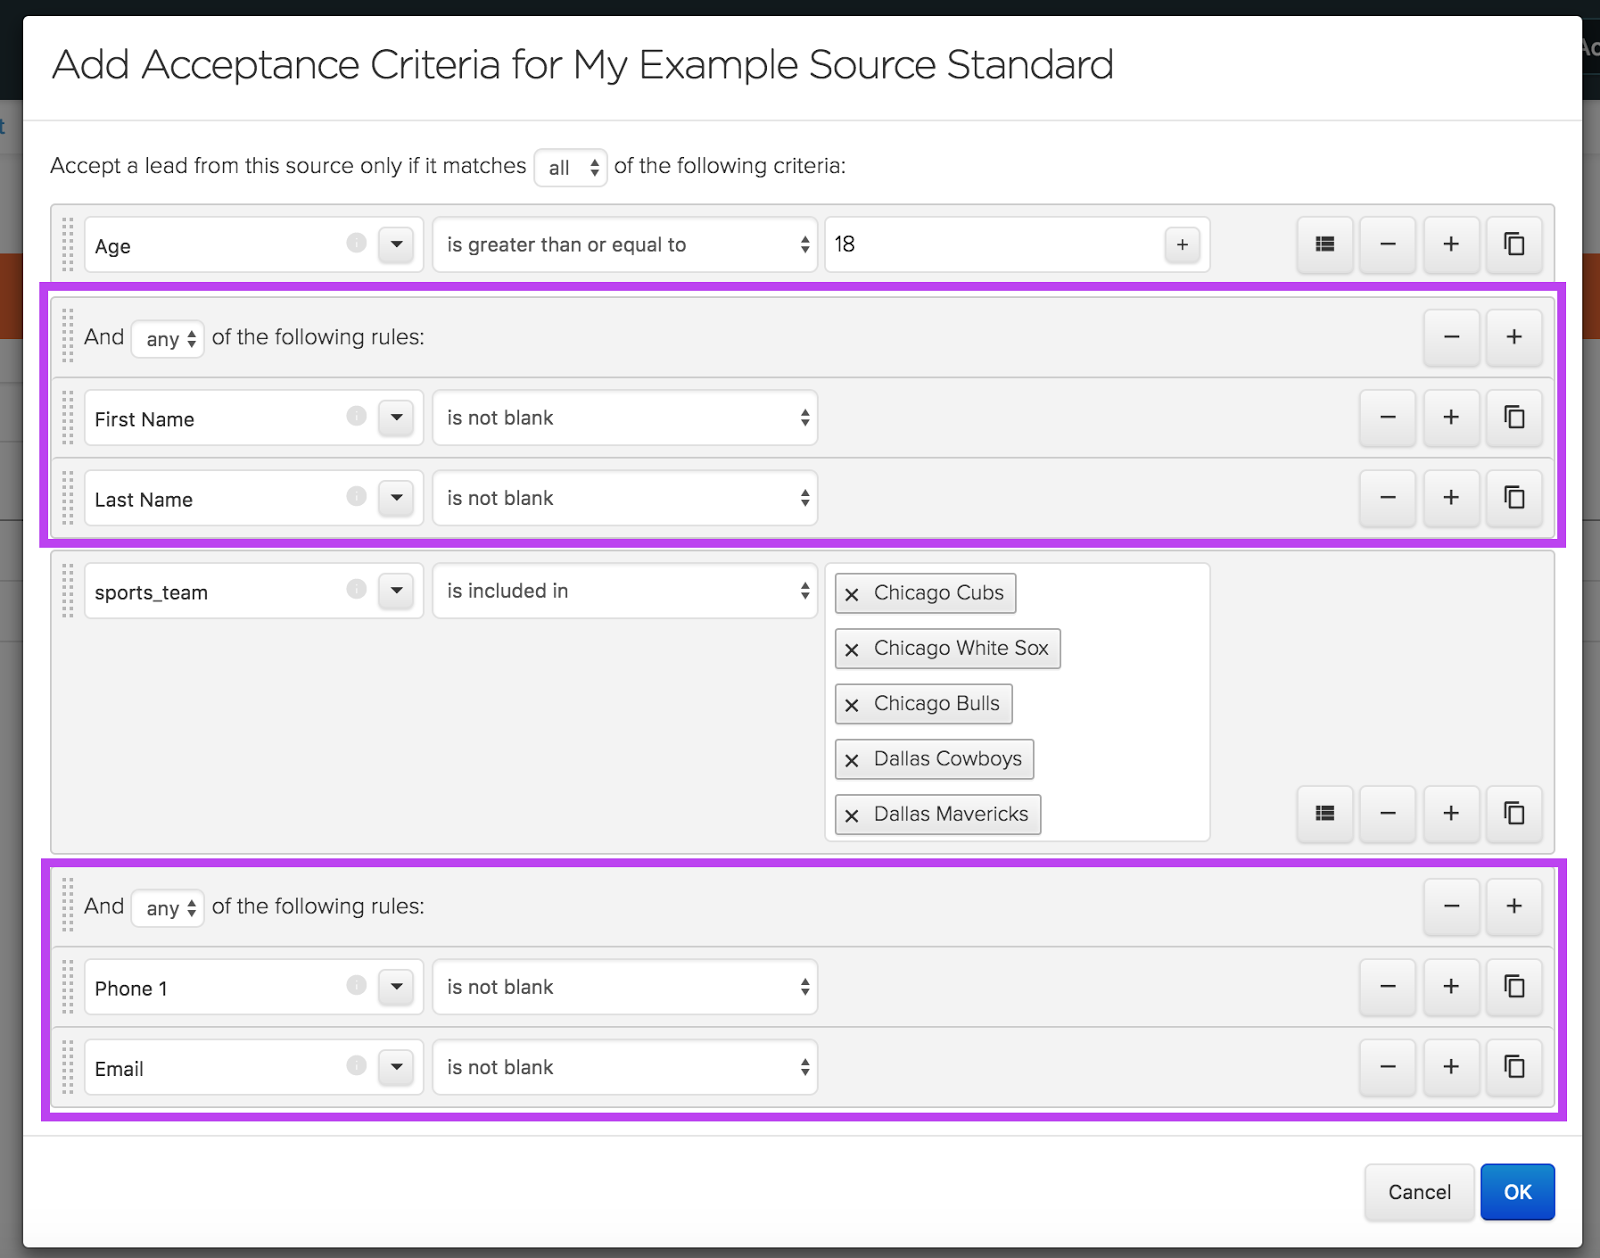 Add Acceptance Criteria for My Example Source Standard
Accept a lead from this source only if it matches all of the following criteria:
Age is greater than or equal to 18
And any of the following rules:
First Name is not blank
Last Name is not blank
sports_team is included in Chicago Cubs
Chicago White Sox
Chicago Bulls
Dallas Cowboys
Dallas Mavericks
And any of the following rules:
Phone 1 is not blank
Email is not blank
Cancel OK